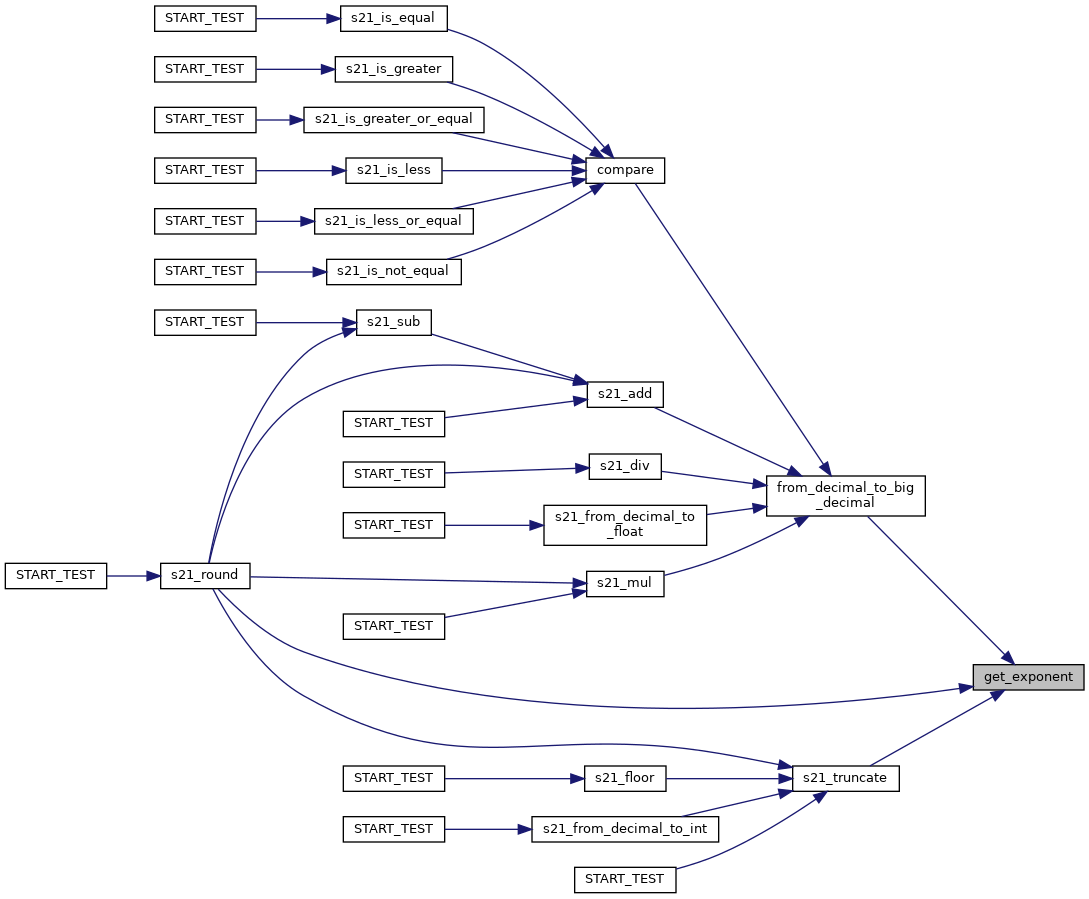 START_TEST
s21_is_equal
START_TEST
s21_is_greater
START_TEST
s21_is_greater_or_equal
START_TEST
s21_is_less
compare
START_TEST
s21_is_less_or_equal
START_TEST
s21_is_not_equal
START_TEST
s21_sub
s21_add
START_TEST
START_TEST
s21_div
from_decimal_to_big
_decimal
START_TEST
s21_from_decimal_to
_float
START_TEST
s21_round
s21_mul
START_TEST
get_exponent
START_TEST
s21_floor
s21_truncate
START_TEST
s21_from_decimal_to_int
START_TEST